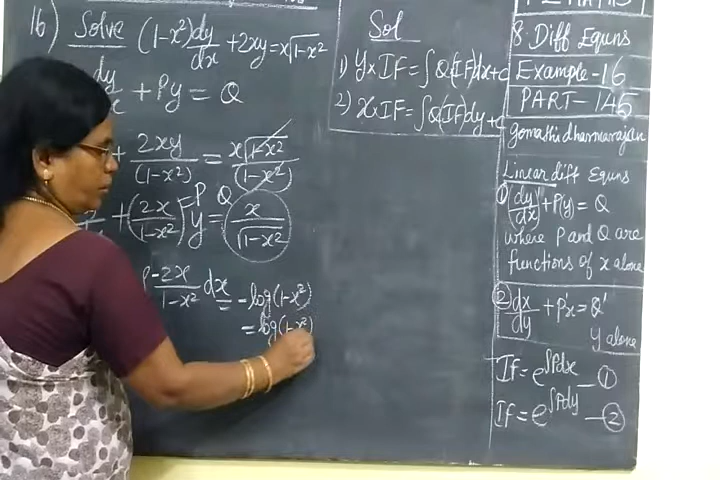 16) Solve (1-x²) dy/dx + 2xy = x√1-x²
dy + Py = Q
+ 2xy/(1-x²) = x√1-x²/(1-x²)
+ (2x/1-x²) y = x/√1-x²
P Q
-2x/1-x² dx = log(1-x²)
= log(1-x²)
Sol
1) y×IF = ∫Q(IF)dx+c
2) x×IF = ∫Q(IF)dy+c
8. Diff Equns
Example-16
PART-145
Gomathi dharmarajan
Linear diff Equns
① (dy/dx) + P(y) = Q
where P and Q are
functions of x alone
② dx/dy + P'x = Q'
y alone
IF = e^∫Pdx — ①
IF = e^∫Pdy — ②